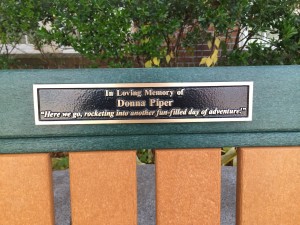 In Loving Memory of
Donna Piper
"Here we go, rocketing into another fun-filled day of adventure!"